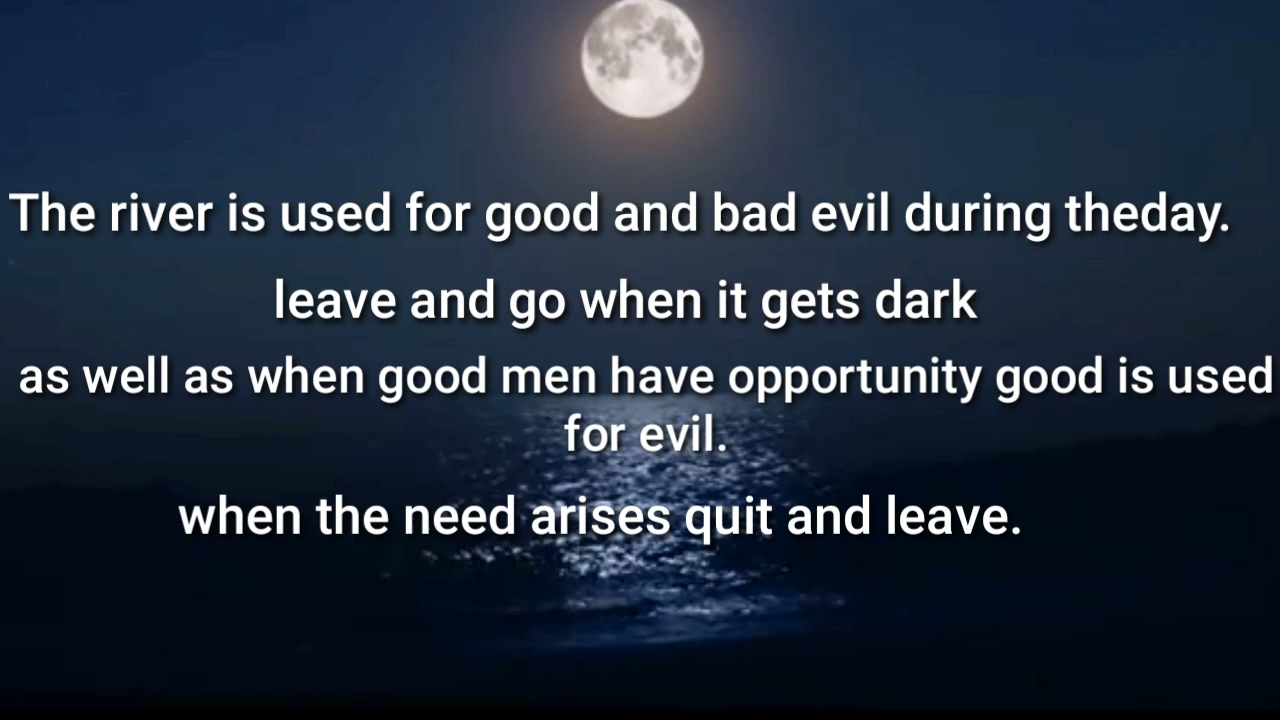 The river is used for good and bad evil during theday.
leave and go when it gets dark
as well as when good men have opportunity good is used
for evil.
when the need arises quit and leave.